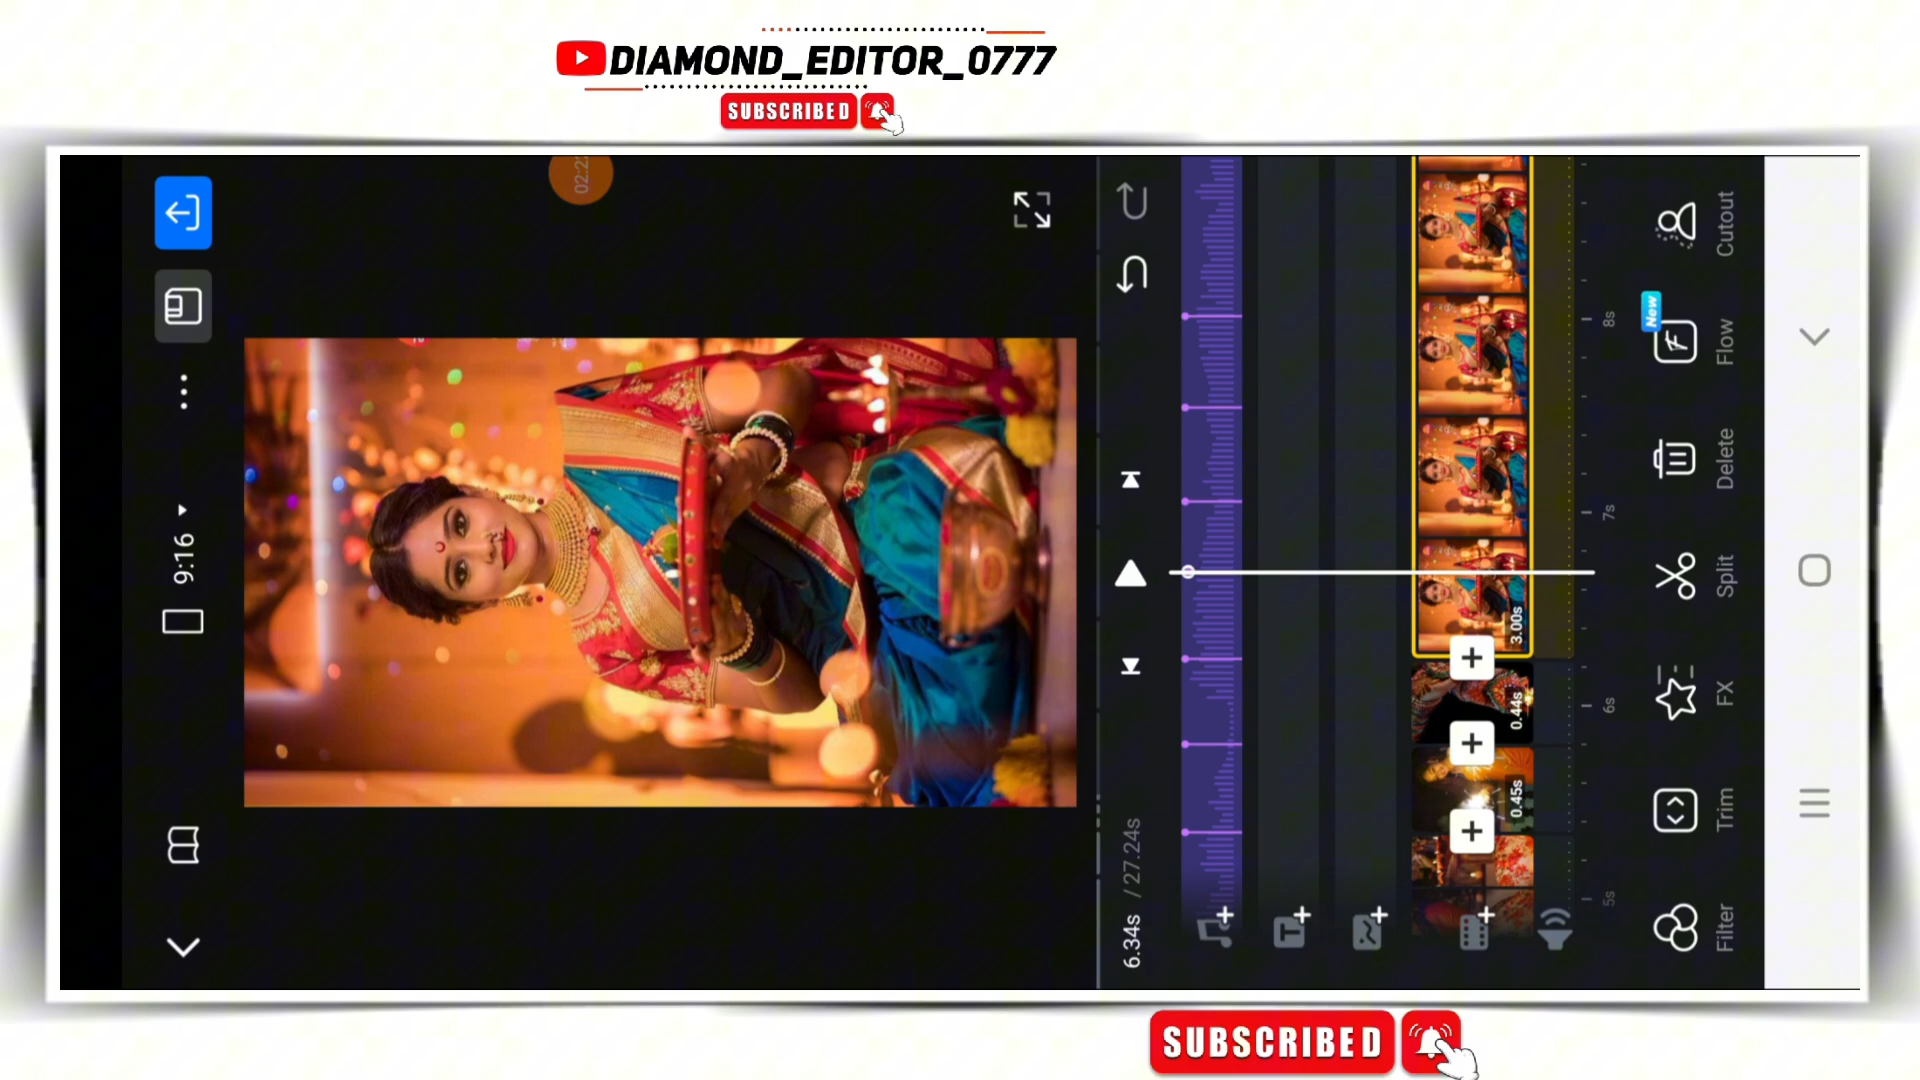 DIAMOND_EDITOR_0777
SUBSCRIBED
9:16
6.34s / 27.24s
3.00s
0.44s
0.45s
8s
7s
6s
5s
New
Cutout
Flow
Delete
Split
FX
Trim
Filter
SUBSCRIBED